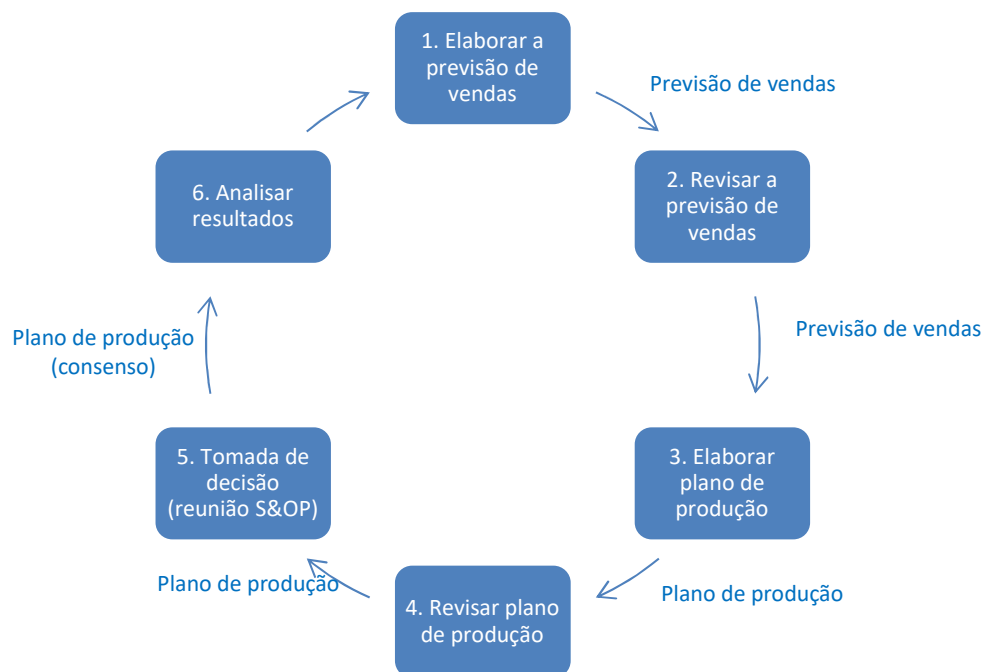 1. Elaborar a
previsão de
vendas
Previsão de vendas
2. Revisar a
previsão de
vendas
Previsão de vendas
3. Elaborar
plano de
produção
Plano de produção
4. Revisar plano
de produção
Plano de produção
5. Tomada de
decisão
(reunião S&OP)
Plano de produção
(consenso)
6. Analisar
resultados